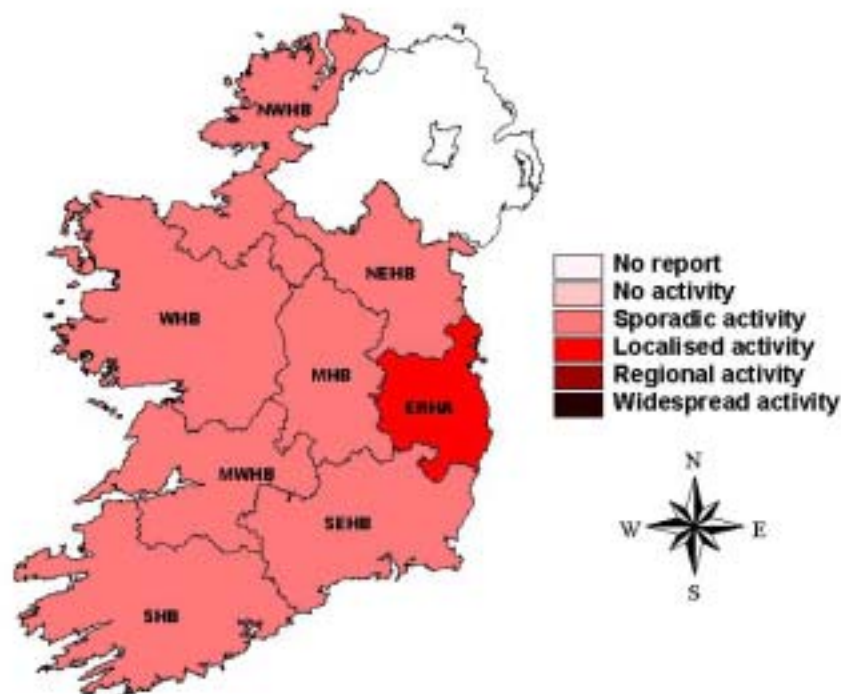 NWHB
NEHB
WHB
MHB
ERHA
MWHB
SEHB
SHB
No report
No activity
Sporadic activity
Localised activity
Regional activity
Widespread activity
N
W E
S